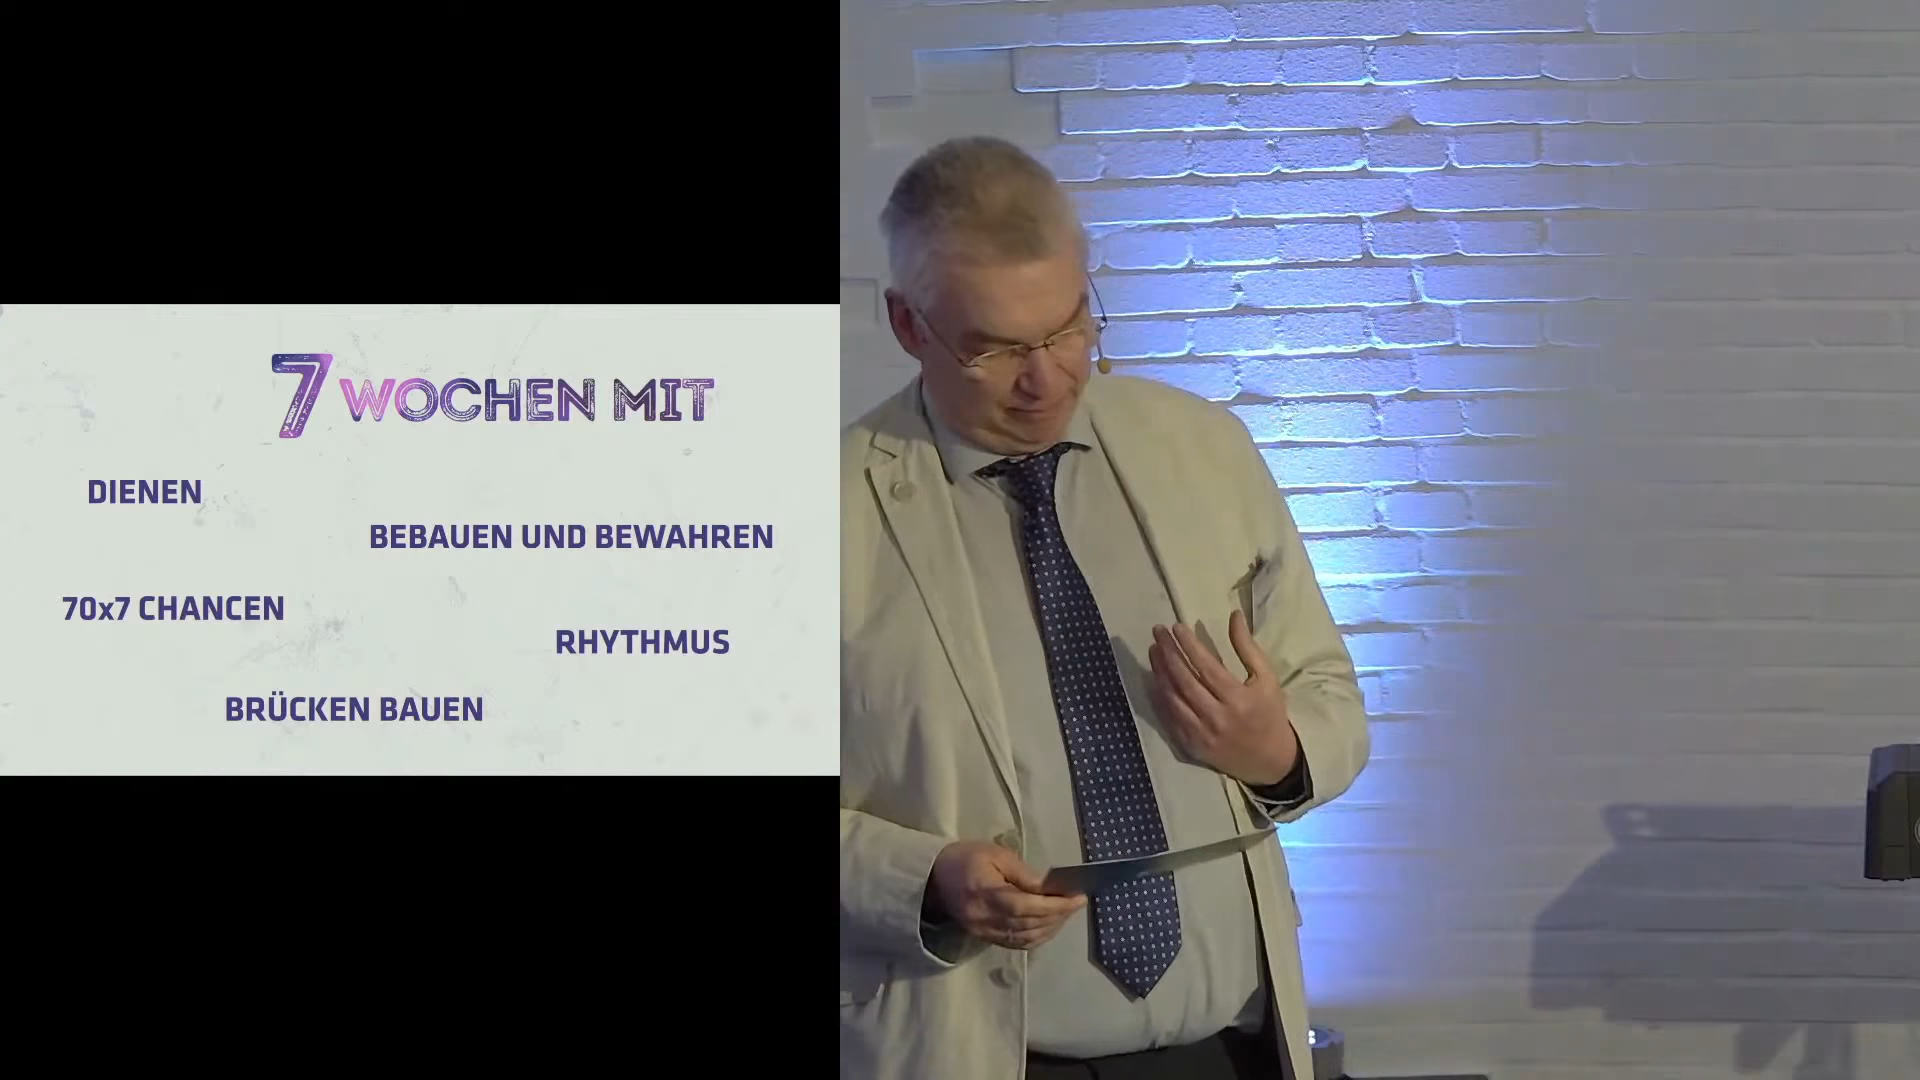 7 WOCHEN MIT
DIENEN
BEBAUEN UND BEWAHREN
70x7 CHANCEN
RHYTHMUS
BRÜCKEN BAUEN